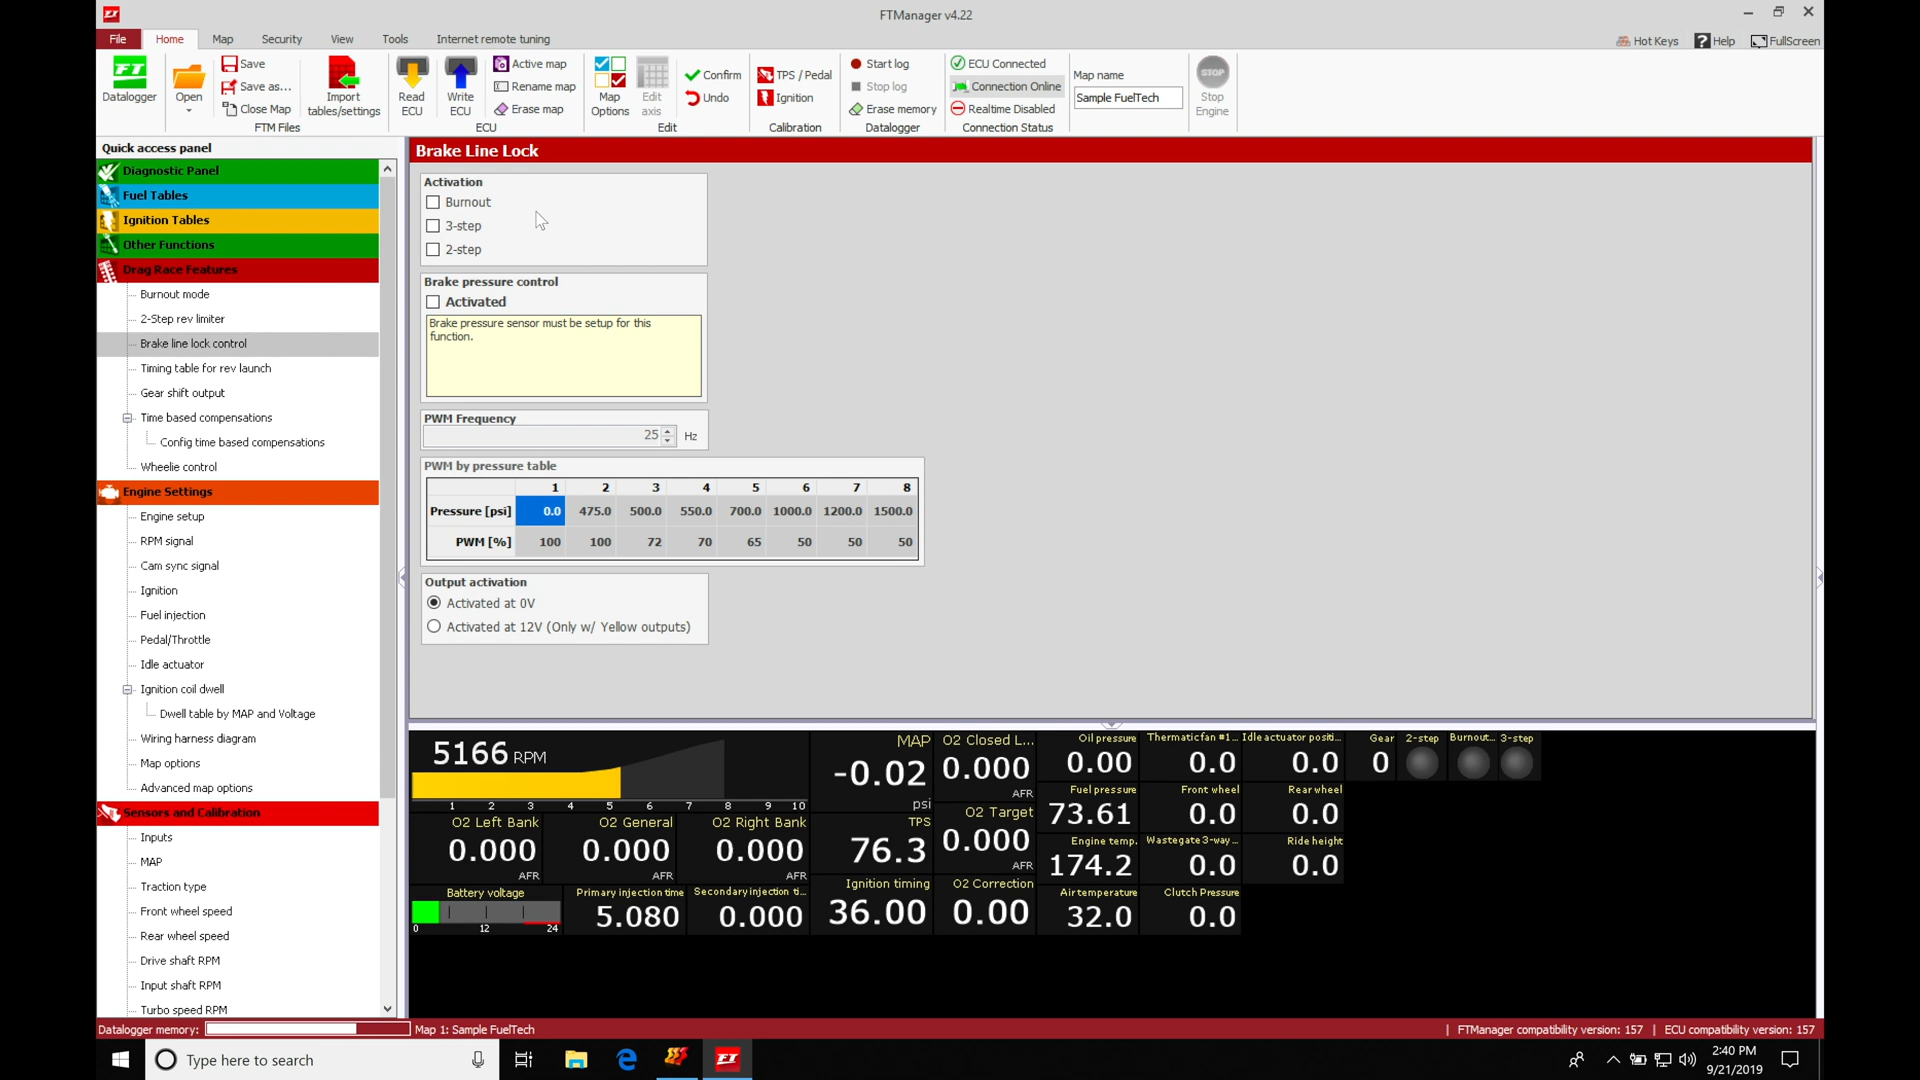 FTManager v4.22
File Home Map Security View Tools Internet remote tuning
Hot Keys ? Help FullScreen
Datalogger
Open
Save
Save as...
Close Map
FTM Files
Import tables/settings
Read ECU
Write ECU
Active map
Rename map
Erase map
ECU
Map Options
Edit axis
Confirm
Undo
Edit
TPS / Pedal
Ignition
Calibration
Start log
Stop log
Erase memory
Datalogger
ECU Connected
Connection Online
Realtime Disabled
Connection Status
Map name
Sample FuelTech
STOP
Stop Engine
Quick access panel
Diagnostic Panel
Fuel Tables
Ignition Tables
Other Functions
Drag Race Features
Burnout mode
2-Step rev limiter
Brake line lock control
Timing table for rev launch
Gear shift output
Time based compensations
Config time based compensations
Wheelie control
Engine Settings
Engine setup
RPM signal
Cam sync signal
Ignition
Fuel injection
Pedal/Throttle
Idle actuator
Ignition coil dwell
Dwell table by MAP and Voltage
Wiring harness diagram
Map options
Advanced map options
Sensors and Calibration
Inputs
MAP
Traction type
Front wheel speed
Rear wheel speed
Drive shaft RPM
Input shaft RPM
Turbo speed RPM
Brake Line Lock
Activation
Burnout
3-step
2-step
Brake pressure control
Activated
Brake pressure sensor must be setup for this
function.
PWM Frequency
25 Hz
PWM by pressure table
1 2 3 4 5 6 7 8
Pressure [psi] 0.0 475.0 500.0 550.0 700.0 1000.0 1200.0 1500.0
PWM [%] 100 100 72 70 65 50 50 50
Output activation
Activated at 0V
Activated at 12V (Only w/ Yellow outputs)
5166 RPM
1 2 3 4 5 6 7 8 9 10
O2 Left Bank O2 General O2 Right Bank
0.000 0.000 0.000
AFR AFR AFR
Battery voltage
0 12 24
Primary injection time
5.080
Secondary injection ti...
0.000
MAP
-0.02
psi
TPS
76.3
Ignition timing
36.00
O2 Closed L...
0.000
AFR
O2 Target
0.000
AFR
O2 Correction
0.00
Oil pressure Thermatic fan #1... Idle actuator positi... Gear 2-step Burnout... 3-step
0.00 0.0 0.0 0
Fuel pressure Front wheel Rear wheel
73.61 0.0 0.0
Engine temp. Wastegate 3-way... Ride height
174.2 0.0 0.0
Air temperature Clutch Pressure
32.0 0.0
Datalogger memory: Map 1: Sample FuelTech
| FTManager compatibility version: 157 | ECU compatibility version: 157
Type here to search
2:40 PM
9/21/2019